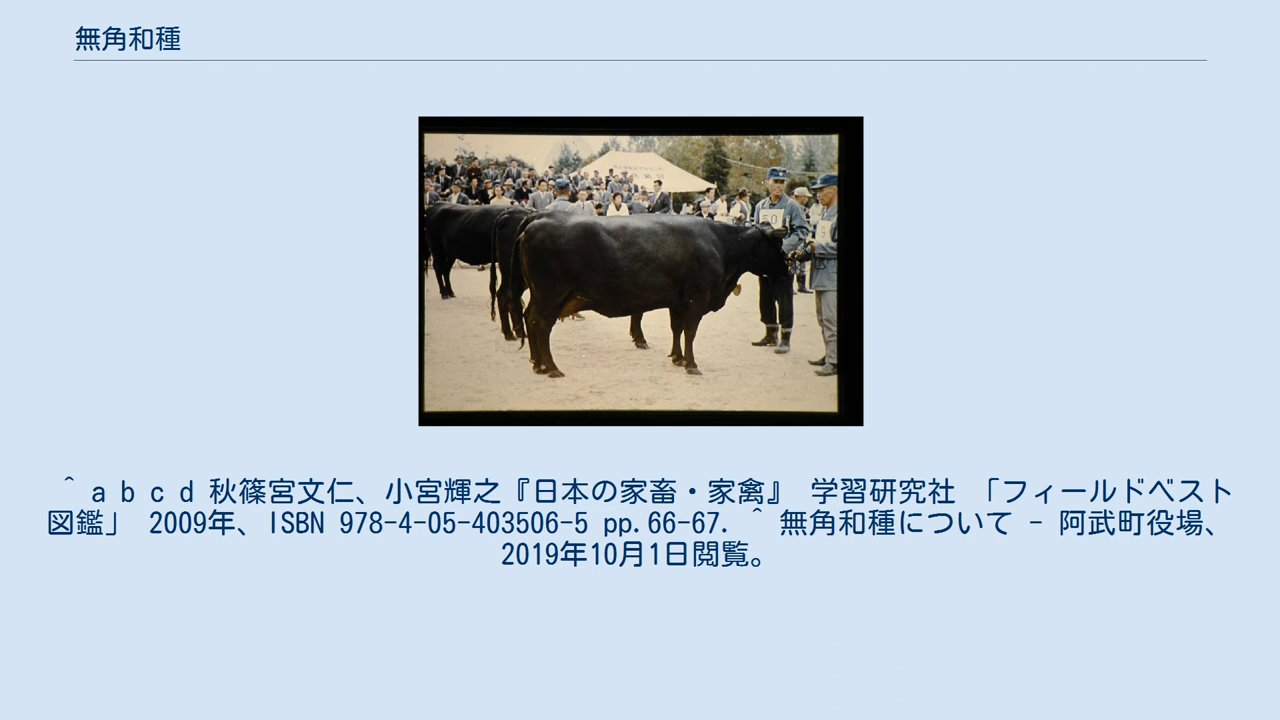 無角和種
50
^ a b c d 秋篠宮文仁、小宮輝之『日本の家畜・家禽』 学習研究社 「フィールドベスト
図鑑」 2009年、ISBN 978-4-05-403506-5 pp.66-67. ^ 無角和種について - 阿武町役場、
2019年10月1日閲覧。